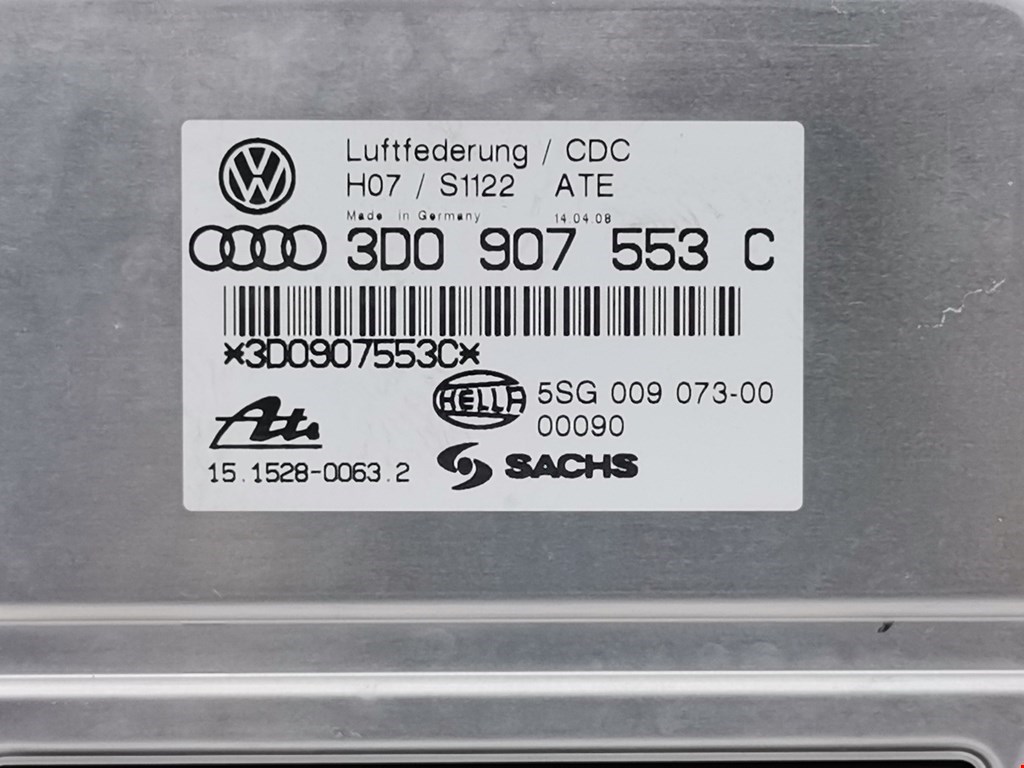 Luftfederung / CDC
H07 / S1122 ATE
Made in Germany 14.04.08
3D0 907 553 C
*3D0907553C*
HELLA 5SG 009 073-00
00090
Ate
15.1528-0063.2
SACHS